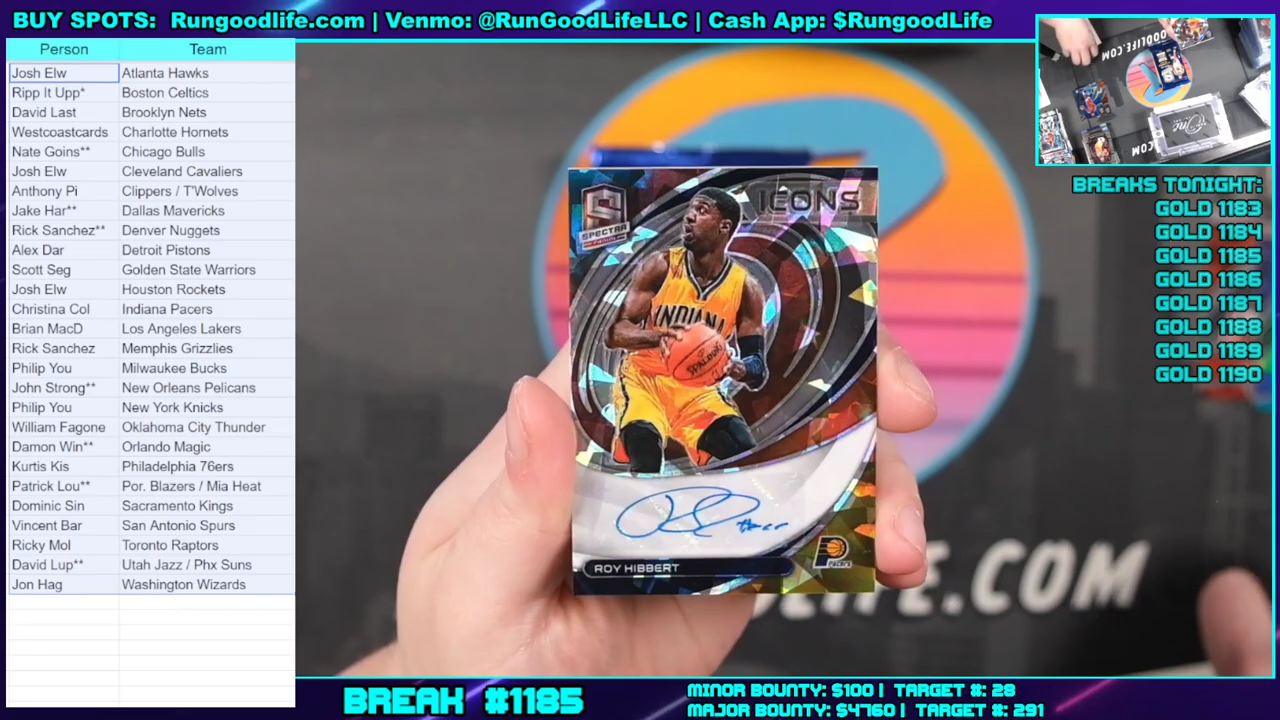 BUY SPOTS: Rungoodlife.com | Venmo: @RunGoodLifeLLC | Cash App: $RungoodLife
Person Team
Josh Elw Atlanta Hawks
Ripp It Upp* Boston Celtics
David Last Brooklyn Nets
Westcoastcards Charlotte Hornets
Nate Goins** Chicago Bulls
Josh Elw Cleveland Cavaliers
Anthony Pi Clippers / T'Wolves
Jake Har** Dallas Mavericks
Rick Sanchez** Denver Nuggets
Alex Dar Detroit Pistons
Scott Seg Golden State Warriors
Josh Elw Houston Rockets
Christina Col Indiana Pacers
Brian MacD Los Angeles Lakers
Rick Sanchez Memphis Grizzlies
Philip You Milwaukee Bucks
John Strong** New Orleans Pelicans
Philip You New York Knicks
William Fagone Oklahoma City Thunder
Damon Win** Orlando Magic
Kurtis Kis Philadelphia 76ers
Patrick Lou** Por. Blazers / Mia Heat
Dominic Sin Sacramento Kings
Vincent Bar San Antonio Spurs
Ricky Mol Toronto Raptors
David Lup** Utah Jazz / Phx Suns
Jon Hag Washington Wizards
ICONS
SPECTRA
INDIANA
SPALDING
ROY HIBBERT
PACERS
DLIFE.COM
OODLIFE.COM
One
COM
BREAKS TONIGHT:
GOLD 1183
GOLD 1184
GOLD 1185
GOLD 1186
GOLD 1187
GOLD 1188
GOLD 1189
GOLD 1190
BREAK #1185
MINOR BOUNTY: $100 | TARGET #: 28
MAJOR BOUNTY: $4760 | TARGET #: 291